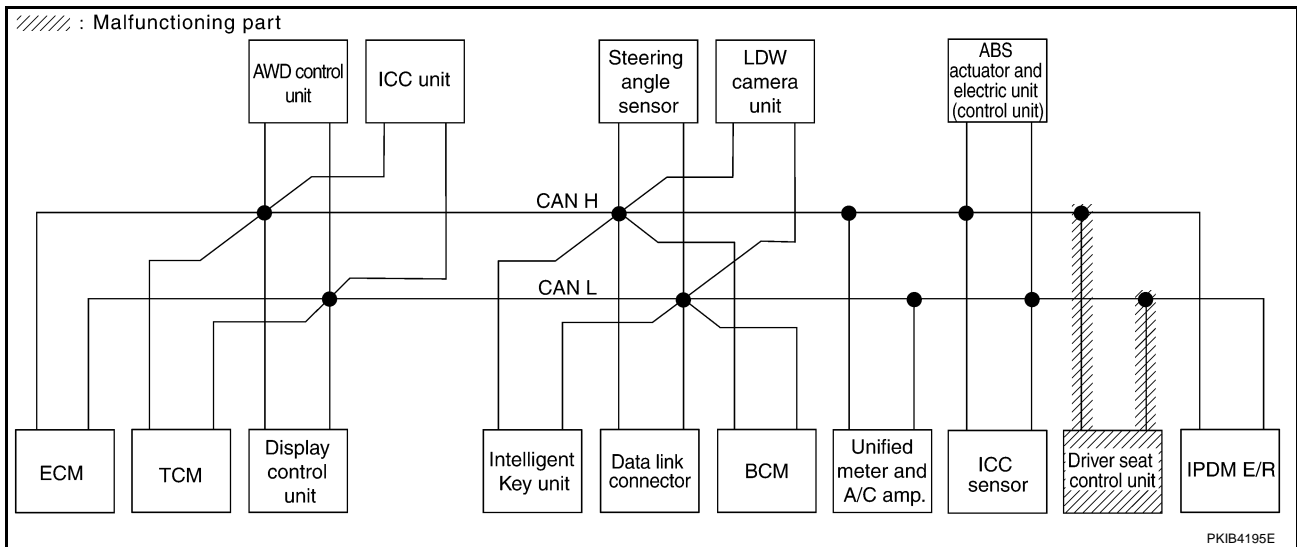 : Malfunctioning part
AWD control
unit
ICC unit
Steering
angle
sensor
LDW
camera
unit
ABS
actuator and
electric unit
(control unit)
CAN H
CAN L
ECM
TCM
Display
control
unit
Intelligent
Key unit
Data link
connector
BCM
Unified
meter and
A/C amp.
ICC
sensor
Driver seat
control unit
IPDM E/R
PKIB4195E